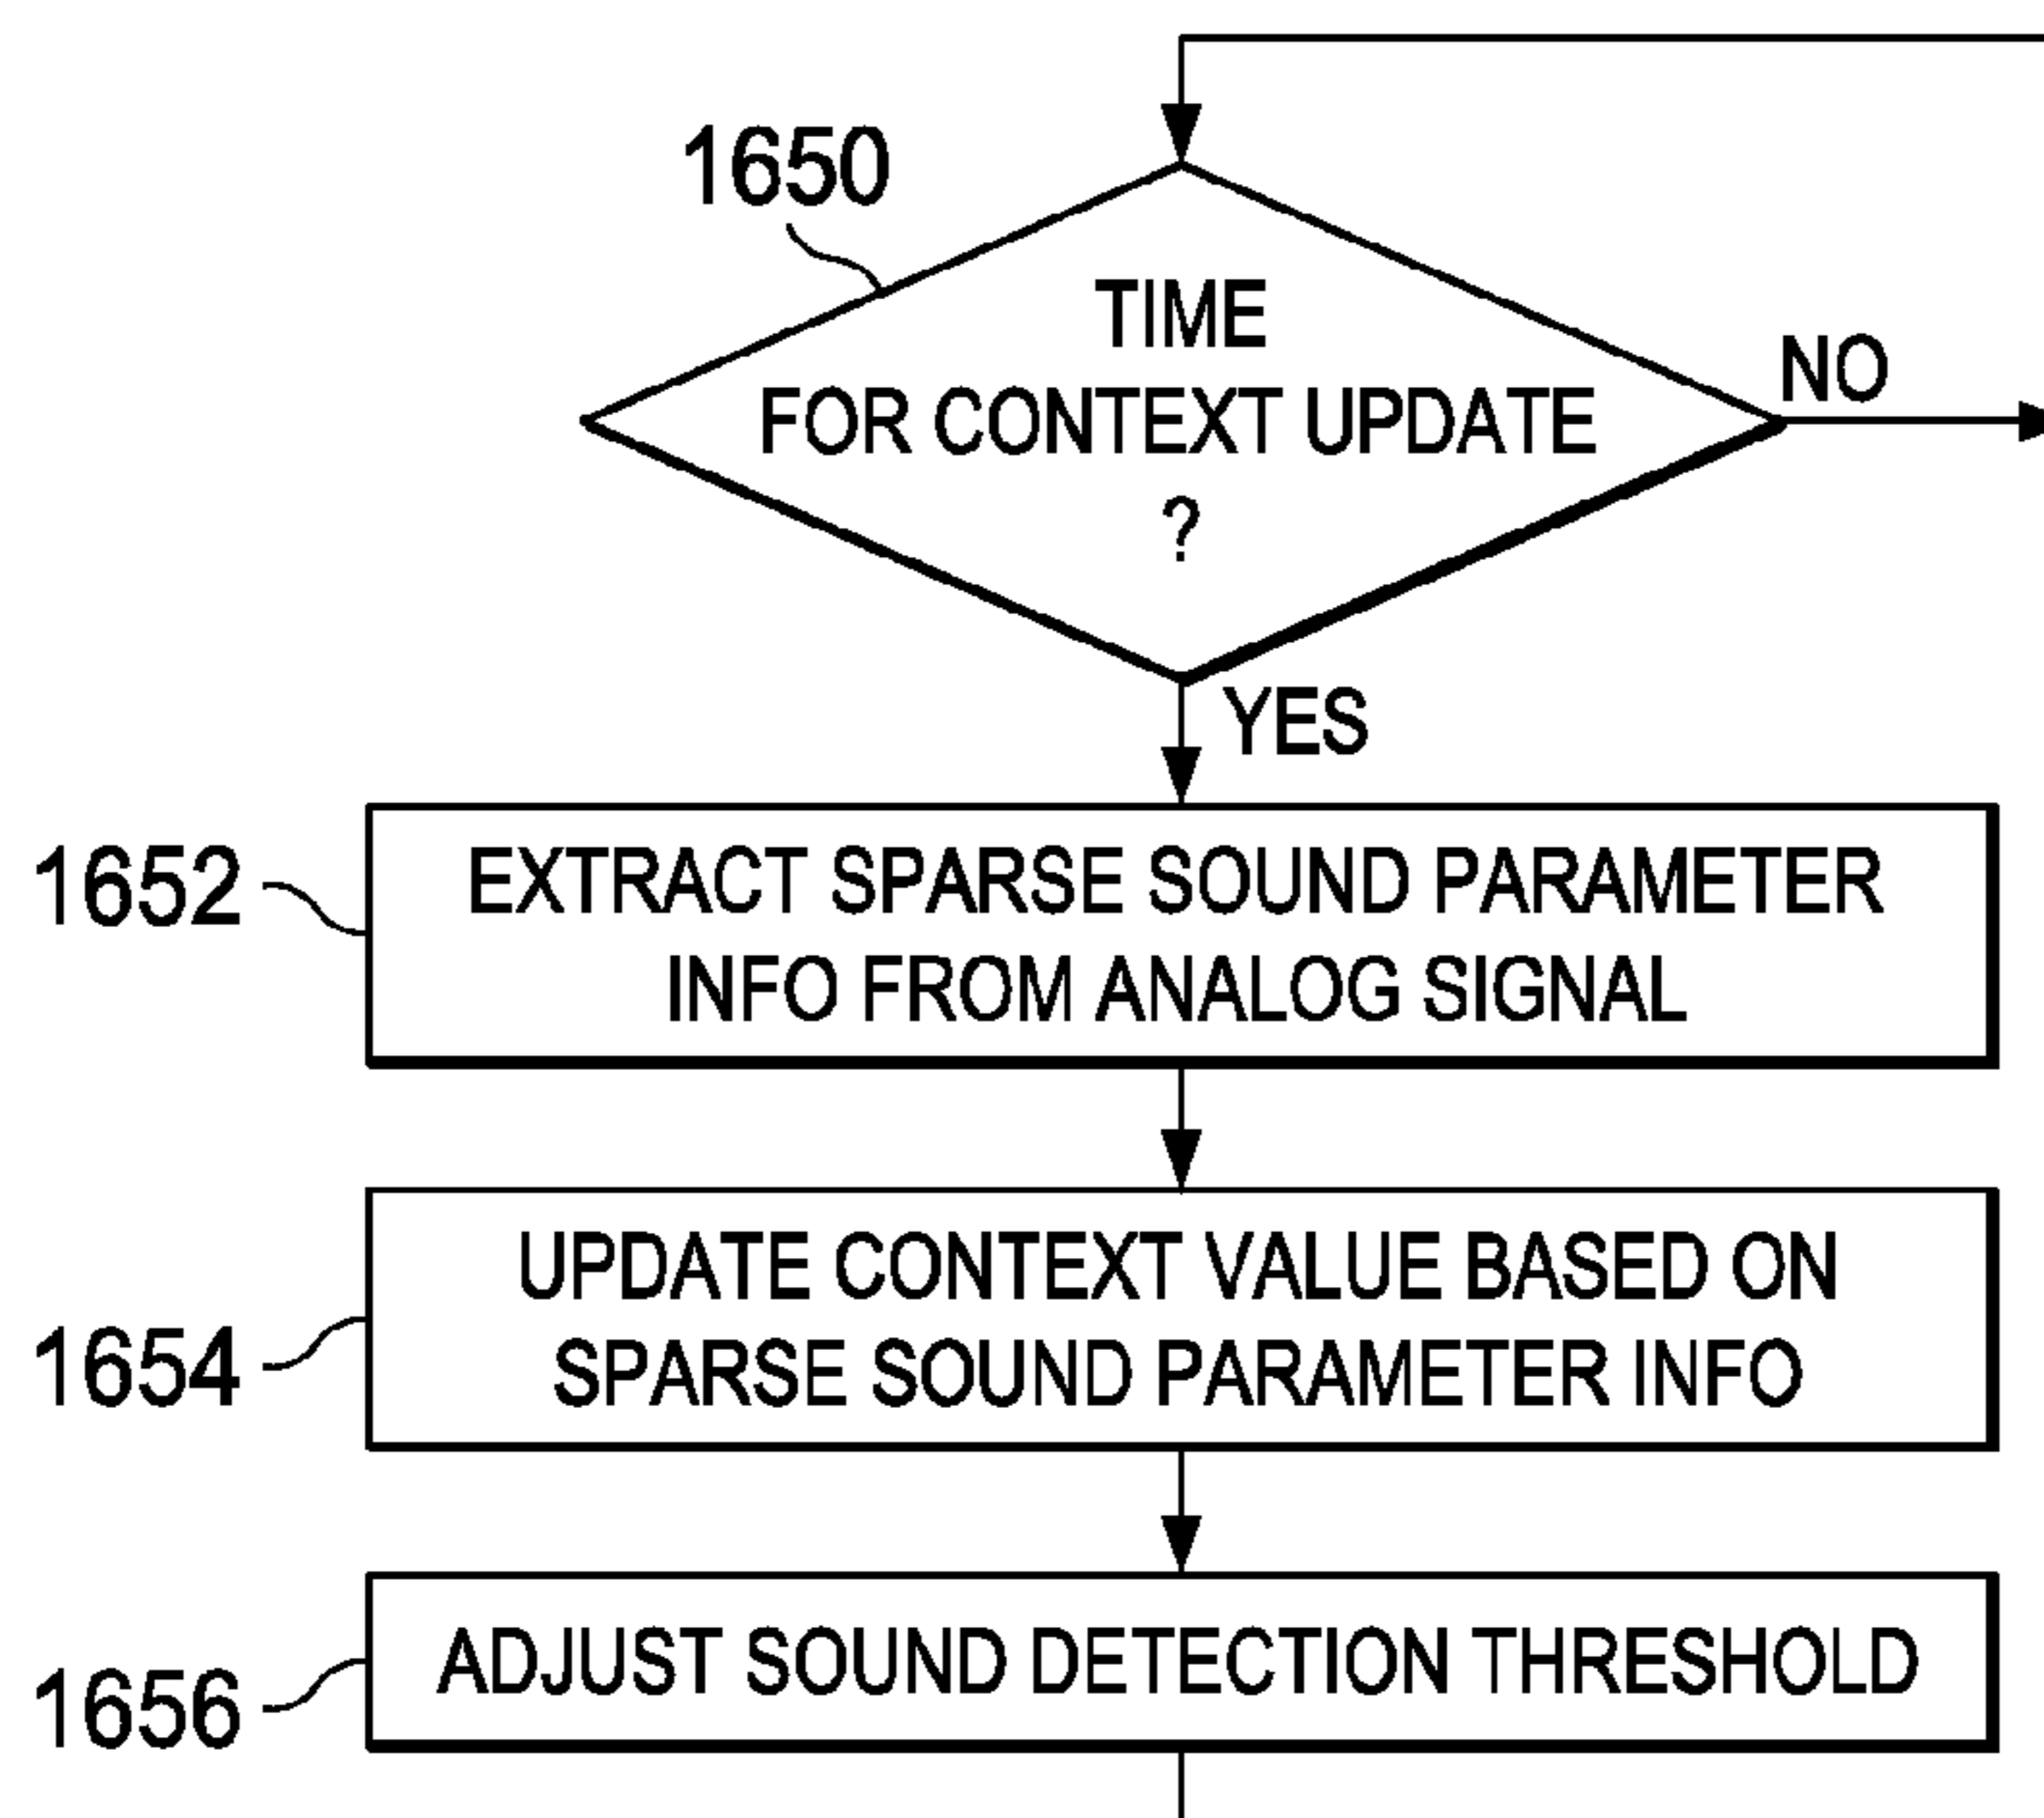 1650
TIME
FOR CONTEXT UPDATE
?
NO
YES
1652
EXTRACT SPARSE SOUND PARAMETER
INFO FROM ANALOG SIGNAL
1654
UPDATE CONTEXT VALUE BASED ON
SPARSE SOUND PARAMETER INFO
1656
ADJUST SOUND DETECTION THRESHOLD